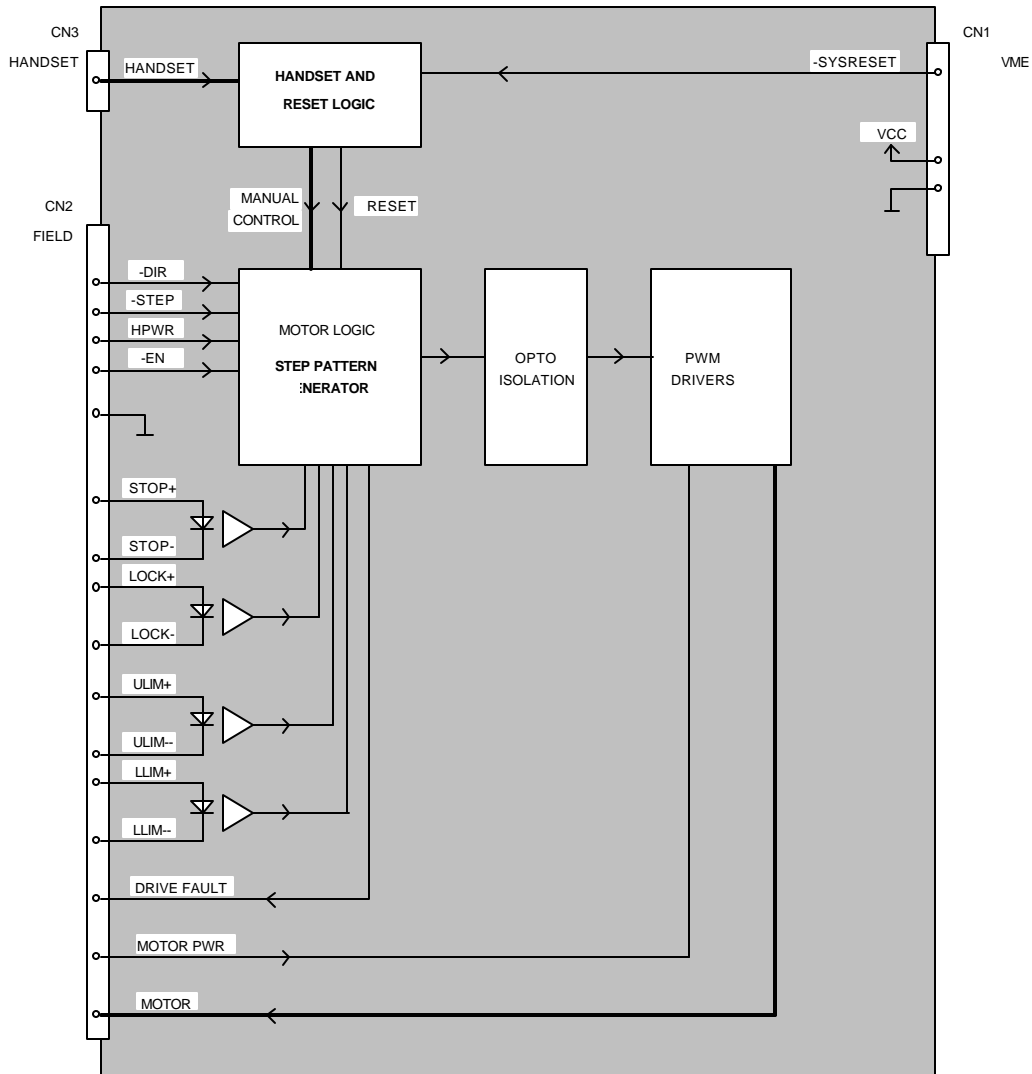 CN3
HANDSET
HANDSET
HANDSET AND
RESET LOGIC
-SYSRESET
CN1
VME
VCC
MANUAL
CONTROL
RESET
CN2
FIELD
-DIR
-STEP
HPWR
-EN
MOTOR LOGIC
STEP PATTERN
ENERATOR
OPTO
ISOLATION
PWM
DRIVERS
STOP+
STOP-
LOCK+
LOCK-
ULIM+
ULIM--
LLIM+
LLIM--
DRIVE FAULT
MOTOR PWR
MOTOR